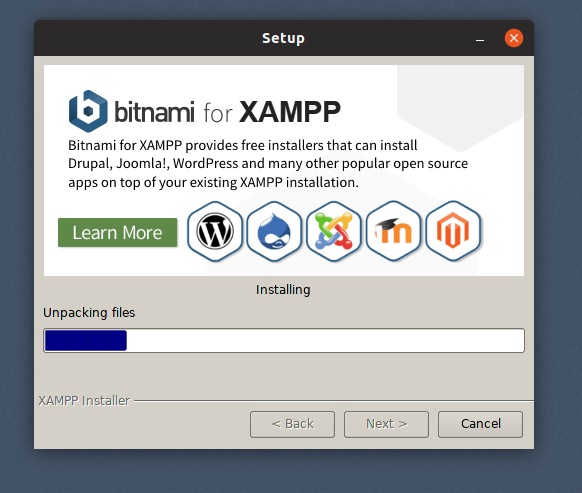 Setup
bitnami for XAMPP
Bitnami for XAMPP provides free installers that can install
Drupal, Joomla!, WordPress and many other popular open source
apps on top of your existing XAMPP installation.
Learn More
Installing
Unpacking files
XAMPP Installer
< Back Next > Cancel